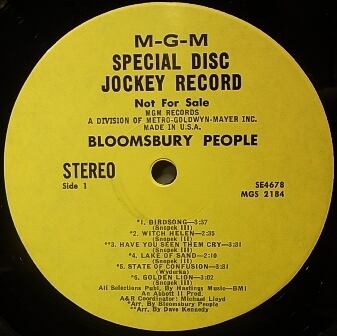 M-G-M
SPECIAL DISC
JOCKEY RECORD
Not For Sale
MGM RECORDS
A DIVISION OF METRO-GOLDWYN-MAYER INC.
MADE IN U.S.A.
BLOOMSBURY PEOPLE
STEREO
Side 1
SE4678
MGS 2184
*1. BIRDSONG—3:37
(Snopek III)
*2. WITCH HELEN—2:35
(Snopek III)
**3. HAVE YOU SEEN THEM CRY—3:31
(Snopek III)
*4. LAKE OF SAND—2:10
(Snopek III)
*5. STATE OF CONFUSION—3:31
(Wyderka)
*6. GOLDEN LION—3:02
(Snopek III)
All Selections Publ. By Hastings Music—BMI
An Abbott II Prod.
A&R Coordinator: Michael Lloyd
*Arr. By Bloomsbury People
**Arr. By Dave Kennedy